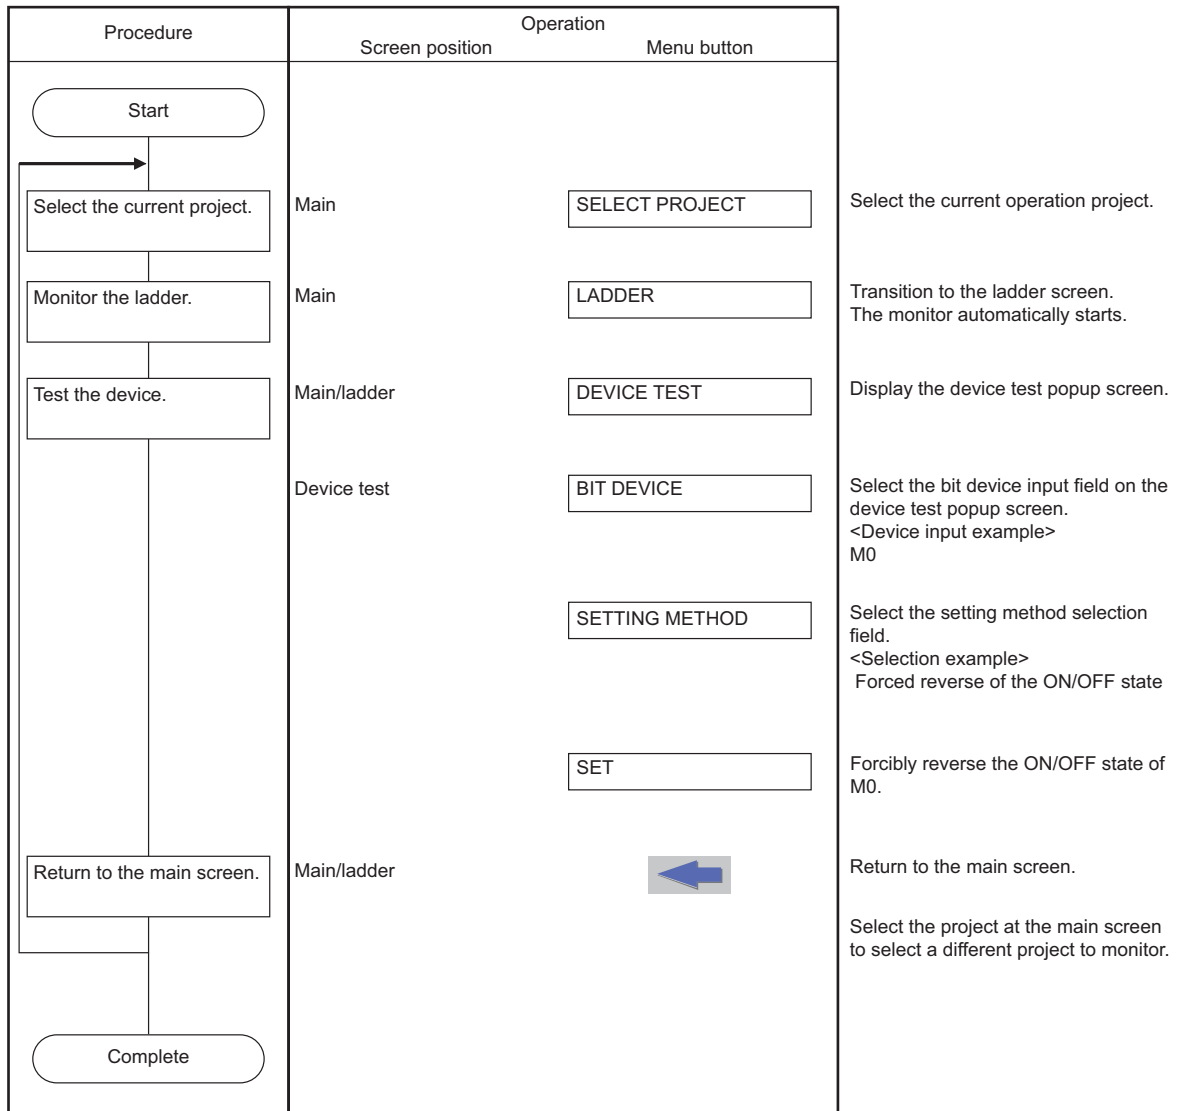 Procedure
Operation
Screen position
Menu button
Start
Select the current project.
Main
SELECT PROJECT
Select the current operation project.
Monitor the ladder.
Main
LADDER
Transition to the ladder screen.
The monitor automatically starts.
Test the device.
Main/ladder
DEVICE TEST
Display the device test popup screen.
Device test
BIT DEVICE
Select the bit device input field on the
device test popup screen.
<Device input example>
M0
SETTING METHOD
Select the setting method selection
field.
<Selection example>
Forced reverse of the ON/OFF state
SET
Forcibly reverse the ON/OFF state of
M0.
Return to the main screen.
Main/ladder
Return to the main screen.
Select the project at the main screen
to select a different project to monitor.
Complete